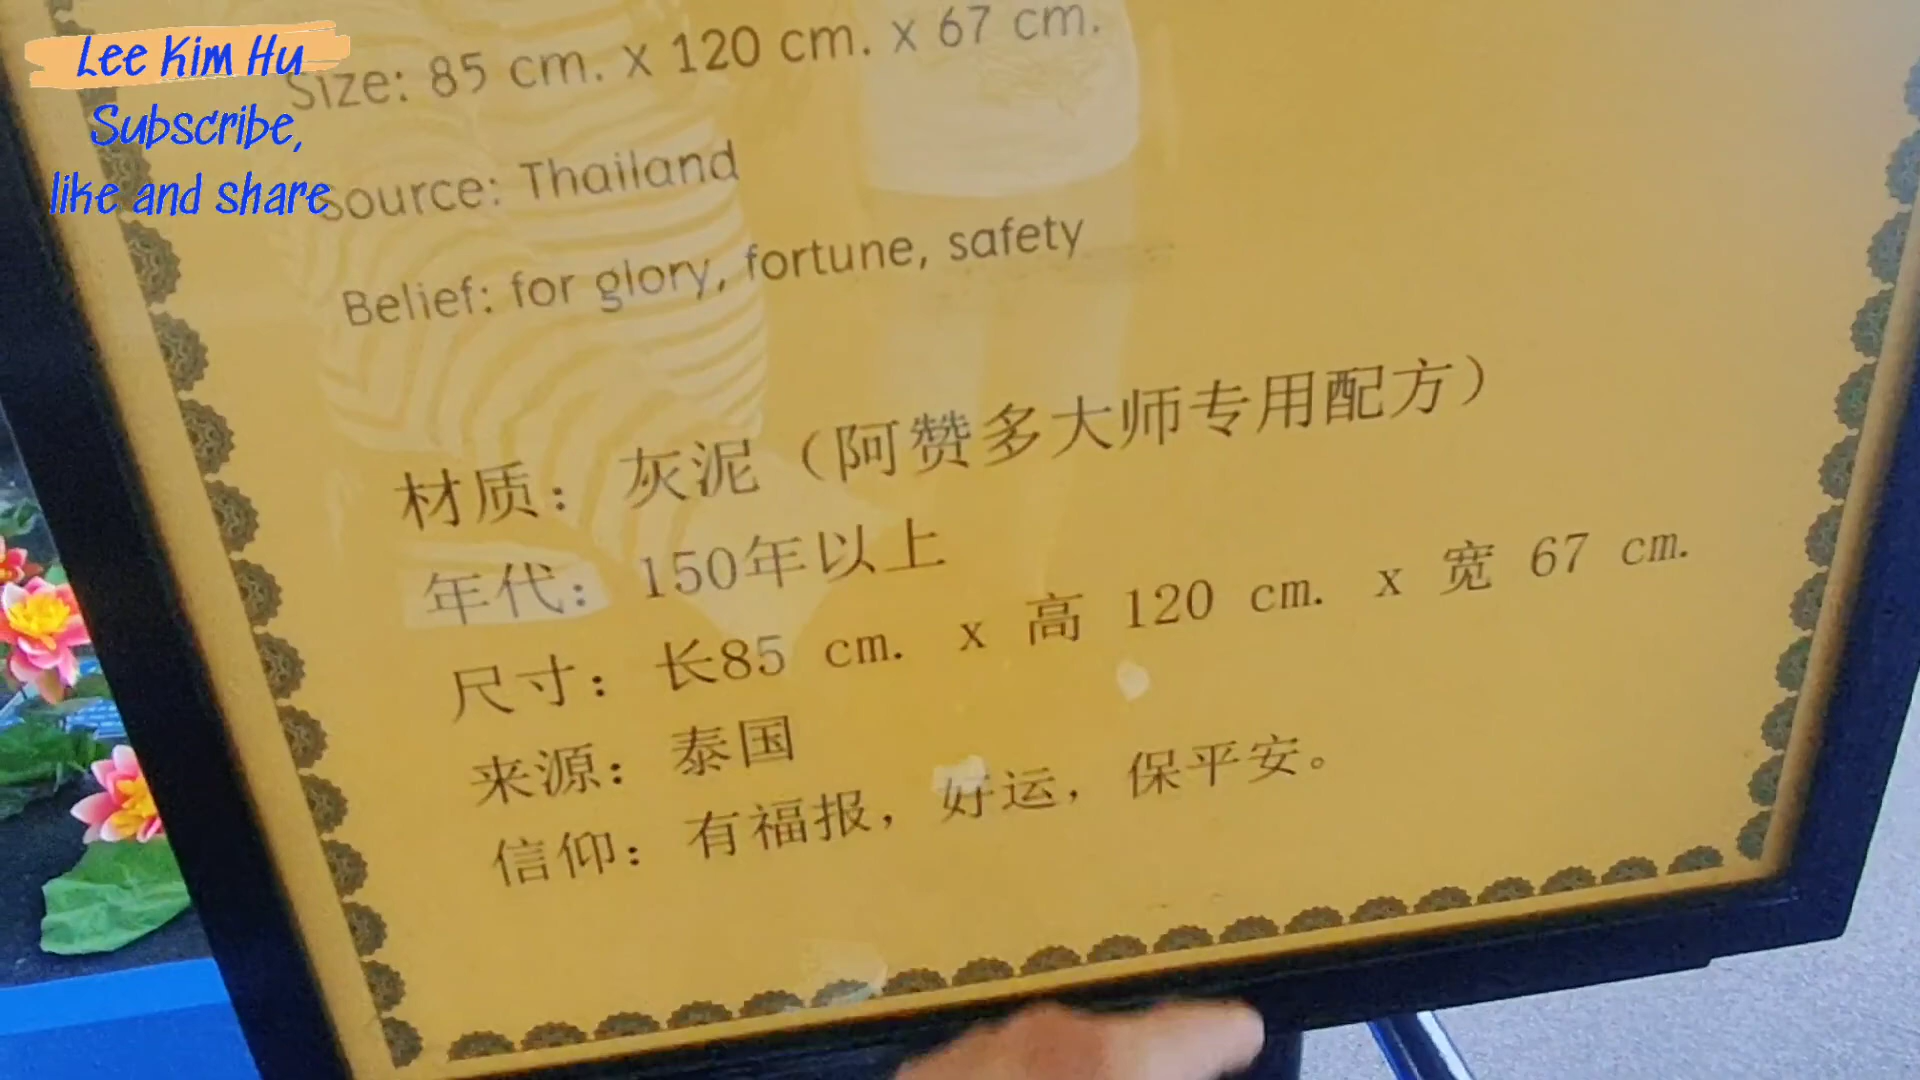 Lee Kim Hu
Subscribe,
like and share
Size: 85 cm. x 120 cm. x 67 cm.
Source: Thailand
Belief: for glory, fortune, safety
材质： 灰泥（阿赞多大师专用配方）
年代： 150年以上
尺寸： 长85 cm. x 高 120 cm. x 宽 67 cm.
来源： 泰国
信仰： 有福报，好运，保平安。